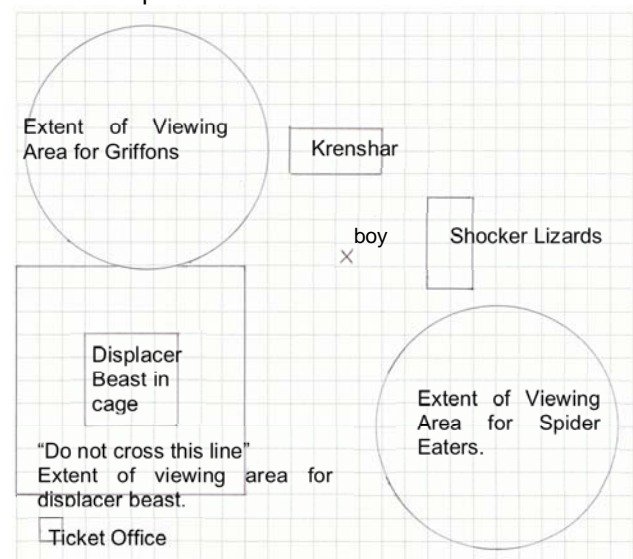 Extent of Viewing
Area for Griffons
Krenshar
boy
Shocker Lizards
Displacer
Beast in
cage
Extent of Viewing
Area for Spider
Eaters.
“Do not cross this line”
Extent of viewing area for
displacer beast.
Ticket Office